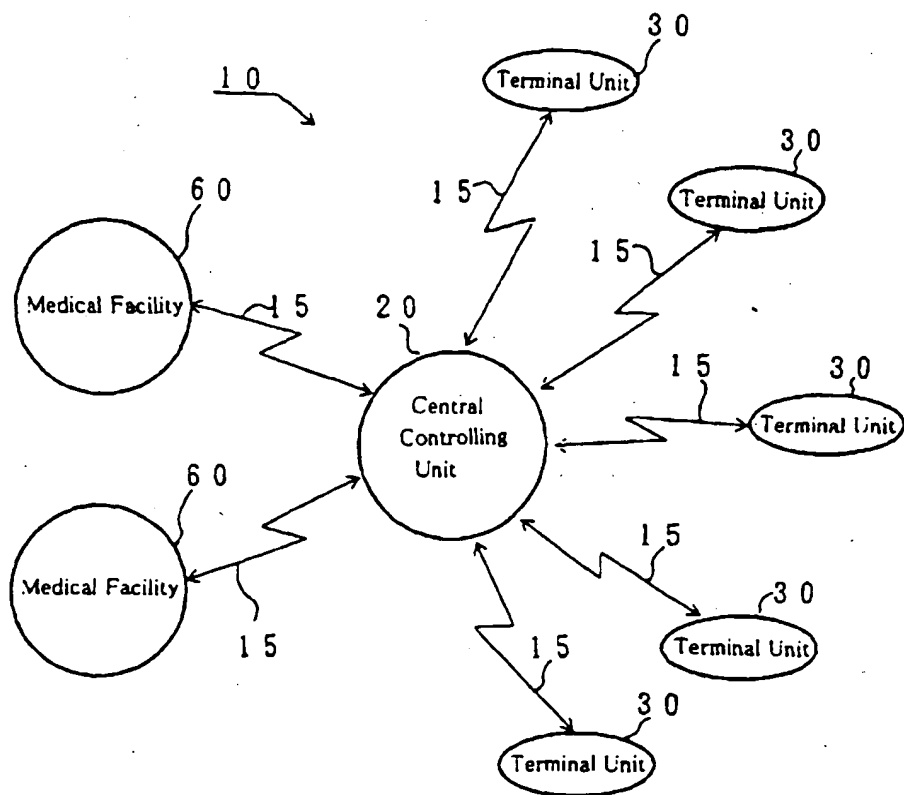 30
Terminal Unit
10
30
Terminal Unit
15
60
15
Medical Facility
15
20
15
30
Terminal Unit
Central
Controlling
Unit
60
Medical Facility
15
15
30
Terminal Unit
15
30
Terminal Unit